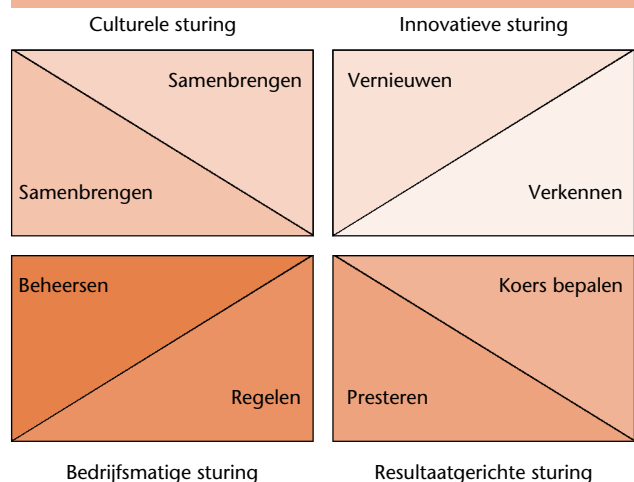 Culturele sturing
Innovatieve sturing
Samenbrengen
Vernieuwen
Samenbrengen
Verkennen
Beheersen
Koers bepalen
Regelen
Presteren
Bedrijfsmatige sturing
Resultaatgerichte sturing